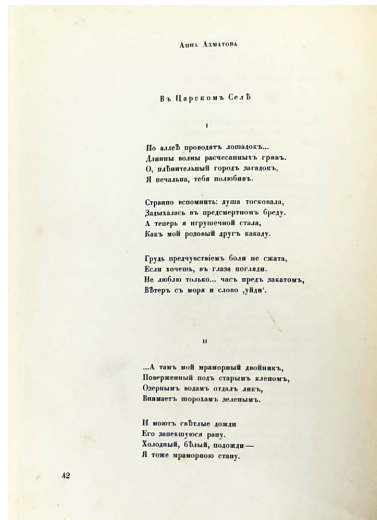 Анна Ахматова
Въ Царскомъ Селѣ
I
По аллеѣ проводятъ лошадокъ...
Длинны волны расчесанныхъ гривъ.
О, плѣнительный городъ загадокъ,
Я печальна, тебя полюбивъ.
Странно вспомнить: душа тосковала,
Задыхалась въ предсмертномъ бреду.
А теперь я игрушечной стала,
Какъ мой розовый другъ какаду.
Грудь предчувствіемъ боли не сжата,
Если хочешь, въ глаза погляди.
Не люблю только... часъ предъ закатомъ,
Вѣтеръ съ моря и слово „уйди“.
II
...А тамъ мой мраморный двойникъ,
Поверженный подъ старымъ кленомъ,
Озернымъ водамъ отдалъ ликъ,
Внимаетъ шорохамъ зеленымъ.
И моютъ свѣтлые дожди
Его запекшуюся рану.
Холодный, бѣлый, подожди—
Я тоже мраморною стану.
42